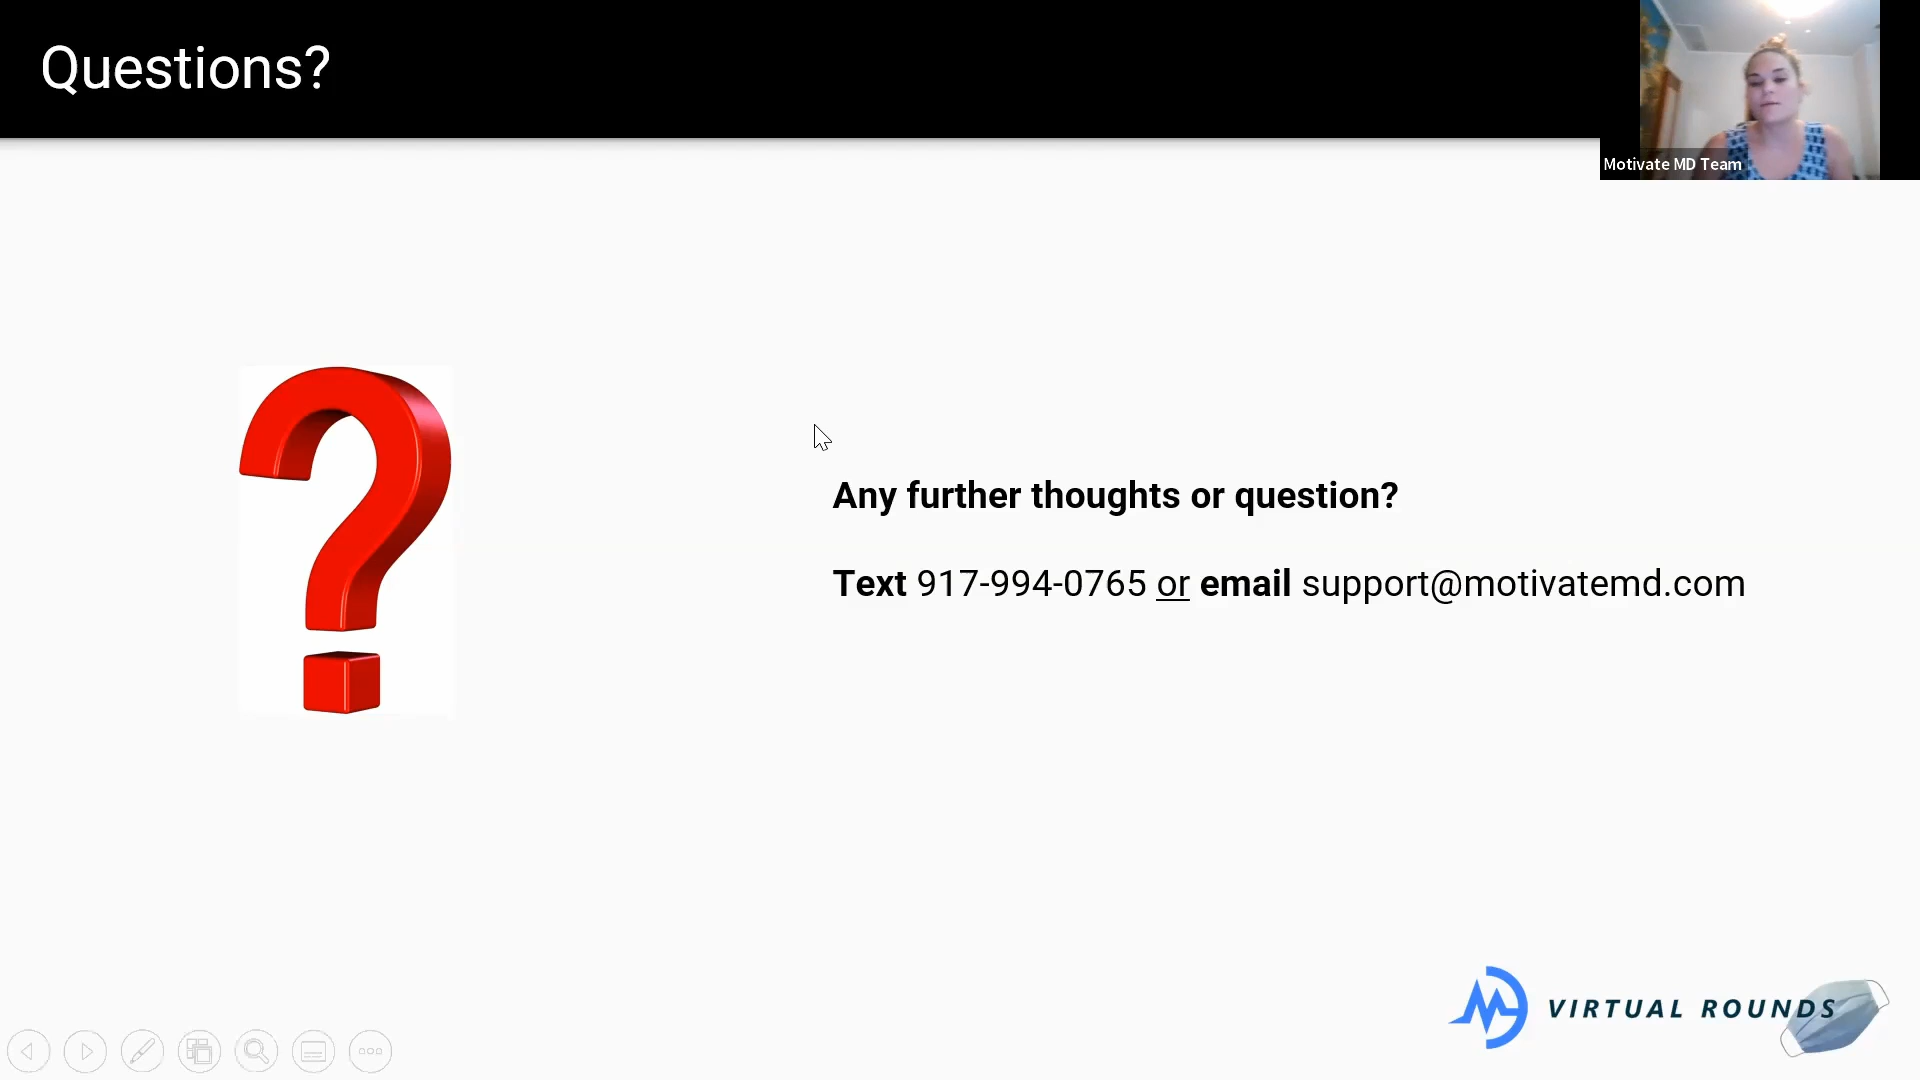 Questions?
Motivate MD Team
Any further thoughts or question?
Text 917-994-0765 or email support@motivatemd.com
VIRTUAL ROUNDS